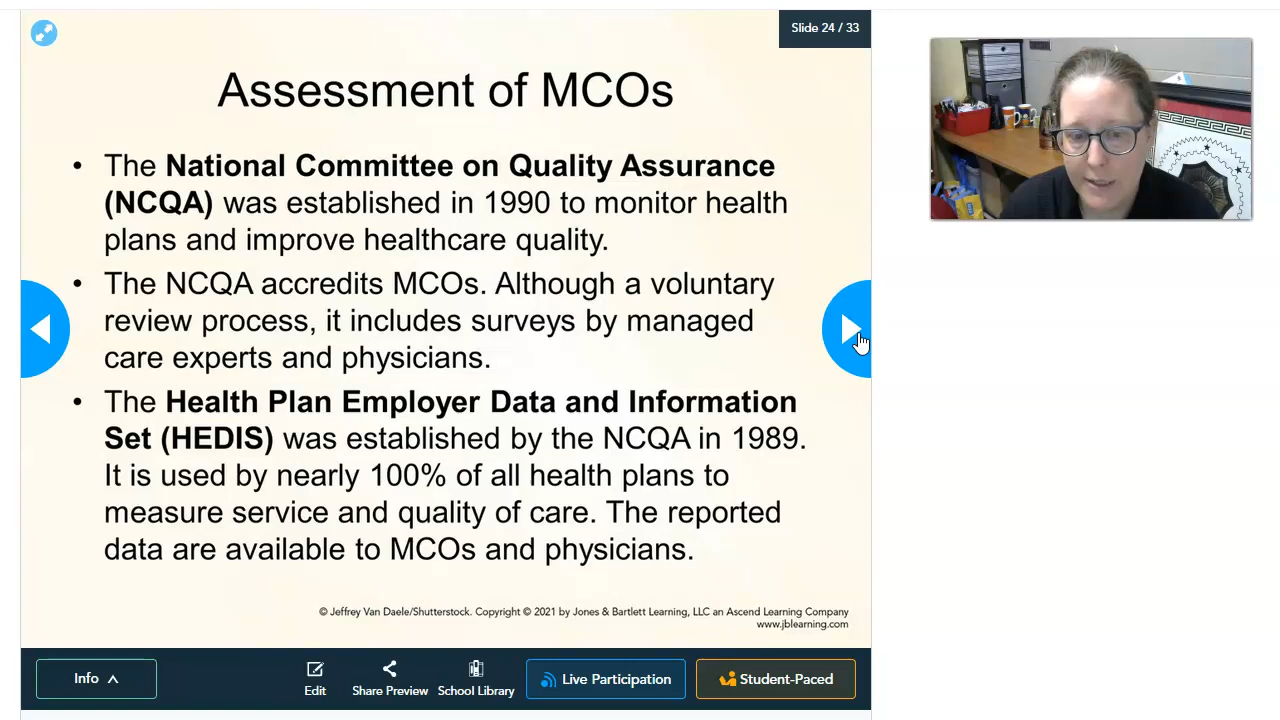 Slide 24 / 33
Assessment of MCOs
• The National Committee on Quality Assurance
(NCQA) was established in 1990 to monitor health
plans and improve healthcare quality.
• The NCQA accredits MCOs. Although a voluntary
review process, it includes surveys by managed
care experts and physicians.
• The Health Plan Employer Data and Information
Set (HEDIS) was established by the NCQA in 1989.
It is used by nearly 100% of all health plans to
measure service and quality of care. The reported
data are available to MCOs and physicians.
© Jeffrey Van Daele/Shutterstock. Copyright © 2021 by Jones & Bartlett Learning, LLC an Ascend Learning Company
www.jblearning.com
Info
Edit
Share Preview
School Library
Live Participation
Student-Paced